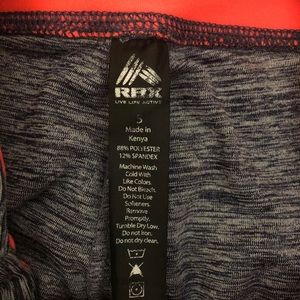 RBX
LIVE LIFE ACTIVE
S
Made in
Kenya
88% POLYESTER
12% SPANDEX
Machine Wash
Cold With
Like Colors.
Do Not Bleach.
Do Not Use
Softeners.
Remove
Promptly.
Tumble Dry Low.
Do not Iron.
Do not dry clean.